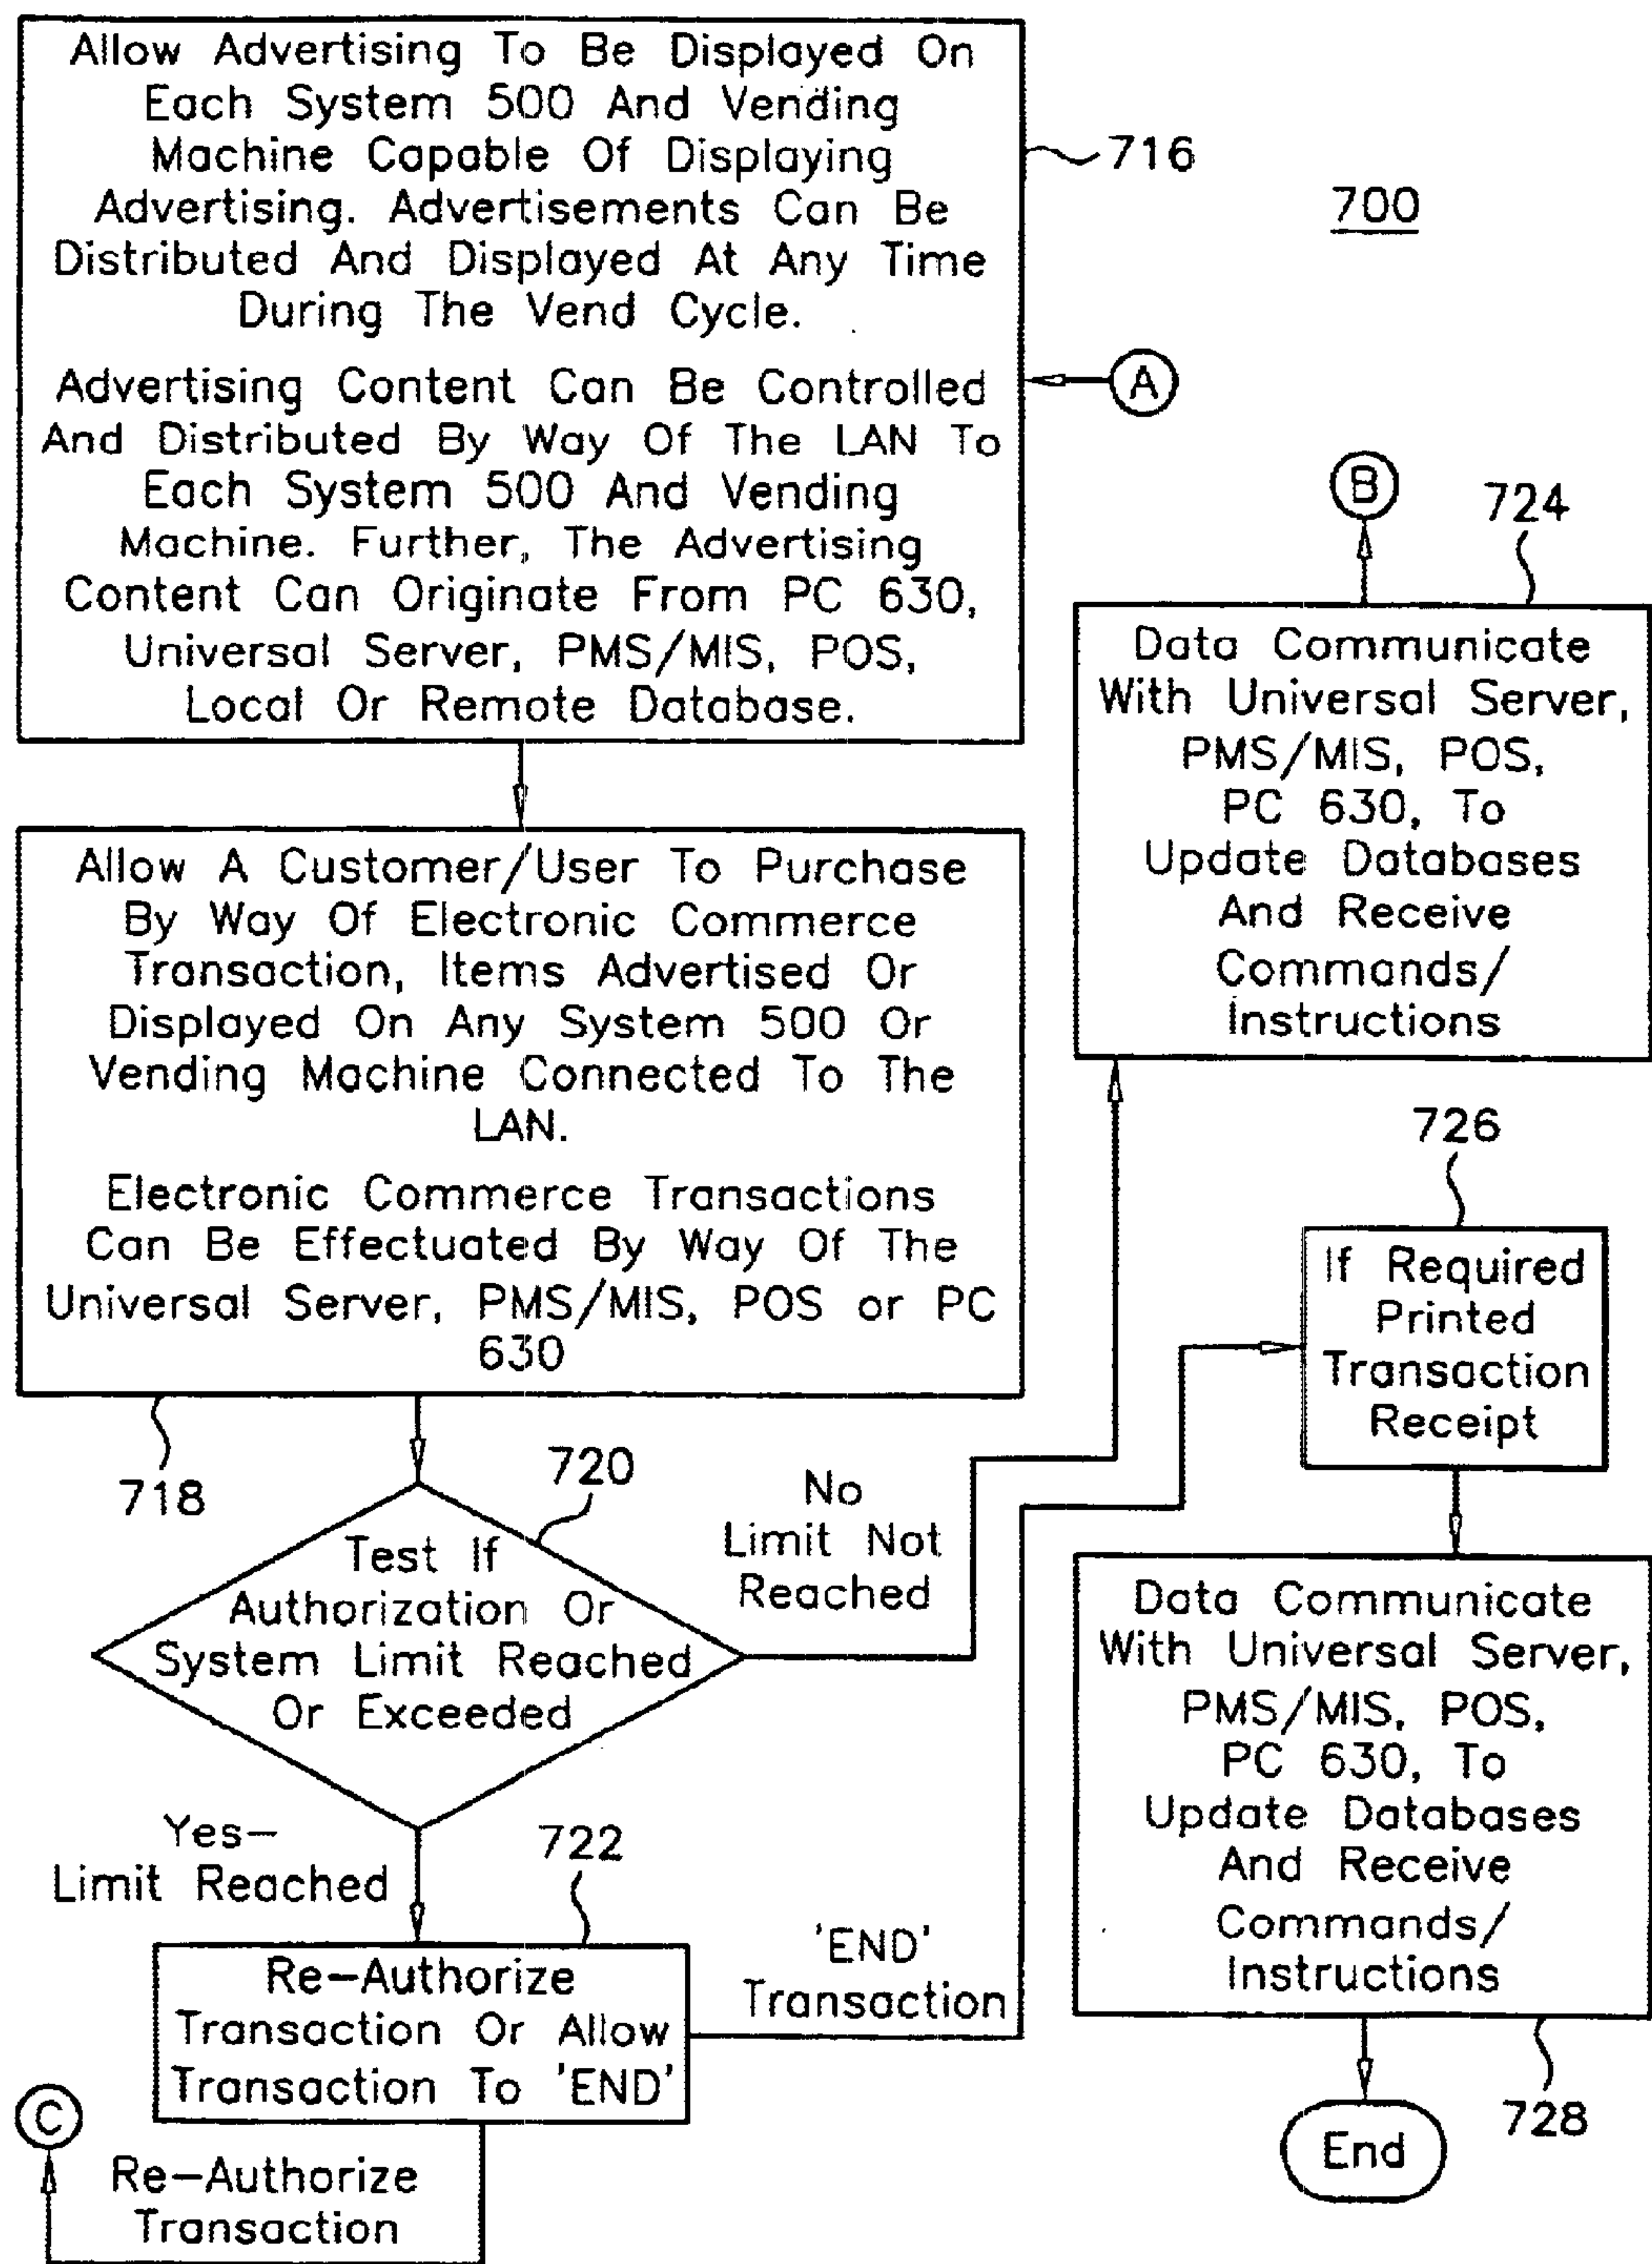 Allow Advertising To Be Displayed On
Each System 500 And Vending
Machine Capable Of Displaying
Advertising. Advertisements Can Be
Distributed And Displayed At Any Time
During The Vend Cycle.
Advertising Content Can Be Controlled
And Distributed By Way Of The LAN To
Each System 500 And Vending
Machine. Further, The Advertising
Content Can Originate From PC 630,
Universal Server, PMS/MIS, POS,
Local Or Remote Database.
716
700
A
Allow A Customer/User To Purchase
By Way Of Electronic Commerce
Transaction, Items Advertised Or
Displayed On Any System 500 Or
Vending Machine Connected To The
LAN.
Electronic Commerce Transactions
Can Be Effectuated By Way Of The
Universal Server, PMS/MIS, POS or PC
630
718
720
Test If
Authorization Or
System Limit Reached
Or Exceeded
No
Limit Not
Reached
Yes-
Limit Reached
722
Re-Authorize
Transaction Or Allow
Transaction To 'END'
'END'
Transaction
C
Re-Authorize
Transaction
B
724
Data Communicate
With Universal Server,
PMS/MIS, POS,
PC 630, To
Update Databases
And Receive
Commands/
Instructions
726
If Required
Printed
Transaction
Receipt
Data Communicate
With Universal Server,
PMS/MIS, POS,
PC 630, To
Update Databases
And Receive
Commands/
Instructions
728
End